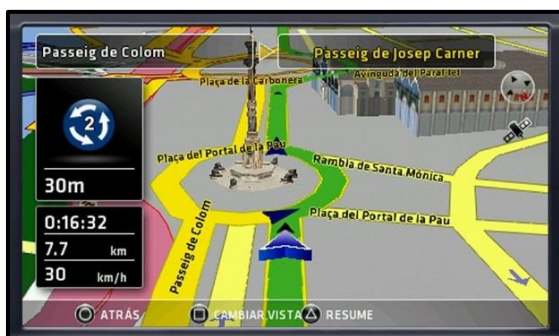 Passeig de Colom
Passeig de Josep Carner
Plaça de la Carbonera
Avinguda del Paral·lel
2
30m
Plaça del Portal de la Pau
Rambla de Santa Mònica
0:16:32
7.7 km
30 km/h
Plaça del Portal de la Pau
Passeig de Colom
ATRÁS
CAMBIAR VISTA
RESUME